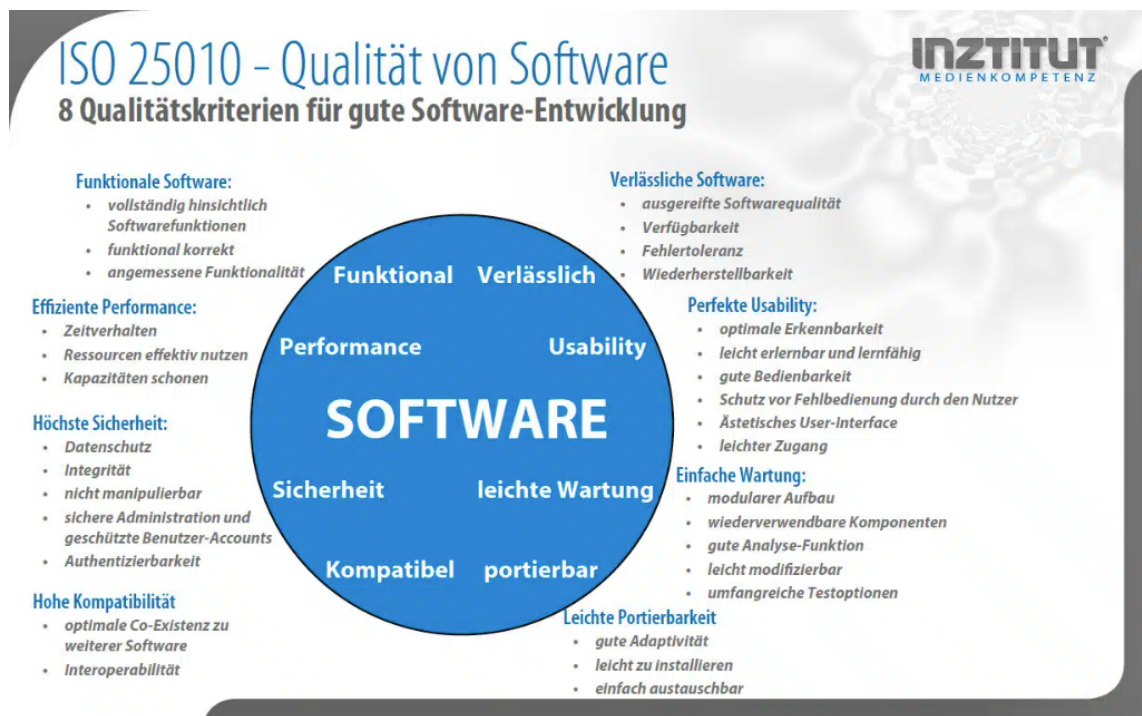 ISO 25010 – Qualität von Software
8 Qualitätskriterien für gute Software-Entwicklung
INZTITUT®
MEDIENKOMPETENZ
Funktionale Software:
• vollständig hinsichtlich
Softwarefunktionen
• funktional korrekt
• angemessene Funktionalität
Effiziente Performance:
• Zeitverhalten
• Ressourcen effektiv nutzen
• Kapazitäten schonen
Höchste Sicherheit:
• Datenschutz
• Integrität
• nicht manipulierbar
• sichere Administration und
geschützte Benutzer-Accounts
• Authentizierbarkeit
Hohe Kompatibilität
• optimale Co-Existenz zu
weiterer Software
• Interoperabilität
Funktional Verlässlich
Performance Usability
SOFTWARE
Sicherheit leichte Wartung
Kompatibel portierbar
Verlässliche Software:
• ausgereifte Softwarequalität
• Verfügbarkeit
• Fehlertoleranz
• Wiederherstellbarkeit
Perfekte Usability:
• optimale Erkennbarkeit
• leicht erlernbar und lernfähig
• gute Bedienbarkeit
• Schutz vor Fehlbedienung durch den Nutzer
• Ästetisches User-Interface
• leichter Zugang
Einfache Wartung:
• modularer Aufbau
• wiederverwendbare Komponenten
• gute Analyse-Funktion
• leicht modifizierbar
• umfangreiche Testoptionen
Leichte Portierbarkeit
• gute Adaptivität
• leicht zu installieren
• einfach austauschbar